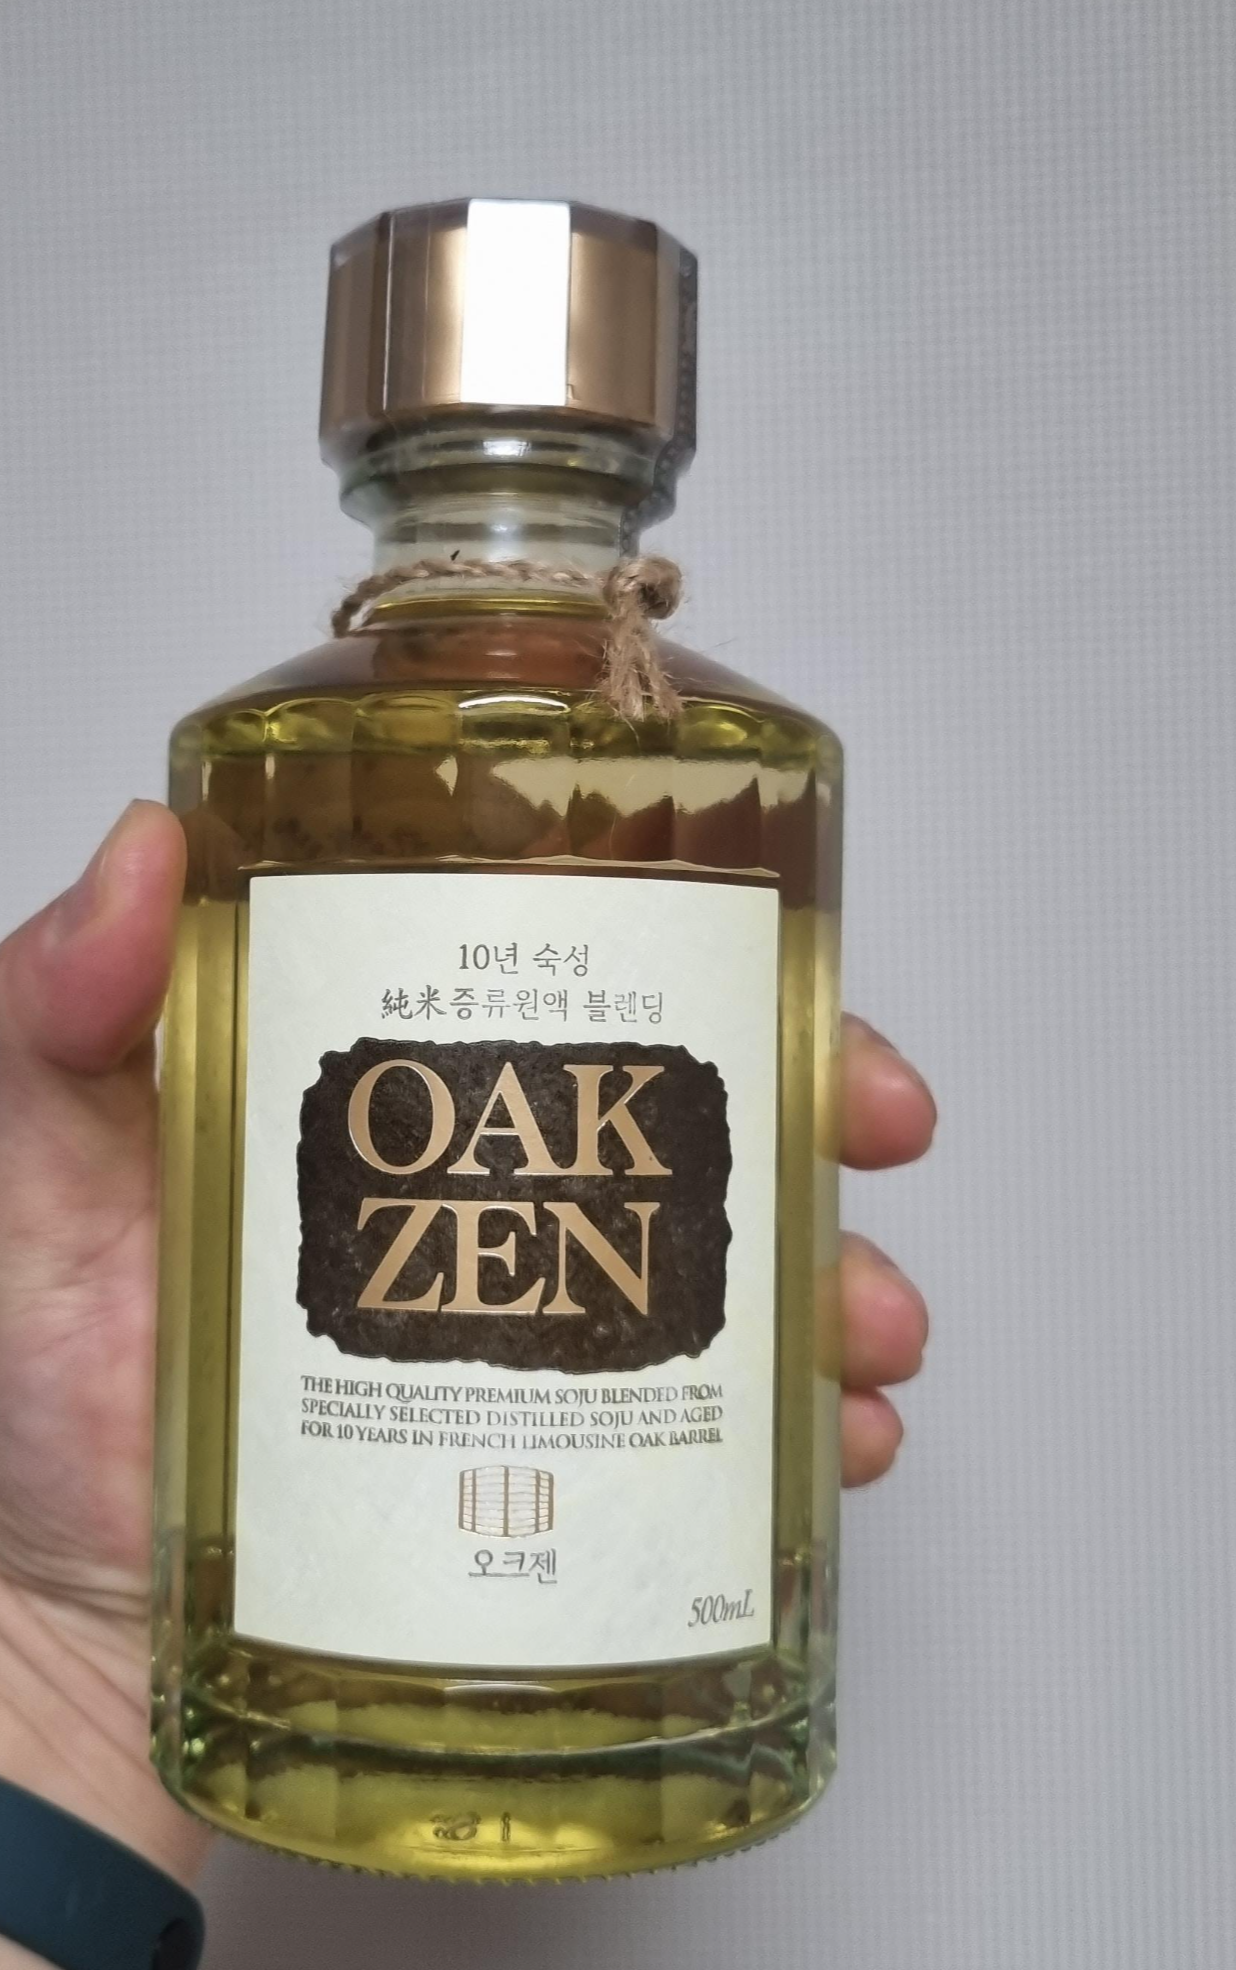 10년 숙성
純米증류원액 블렌딩
OAK
ZEN
THE HIGH QUALITY PREMIUM SOJU BLENDED FROM
SPECIALLY SELECTED DISTILLED SOJU AND AGED
FOR 10 YEARS IN FRENCH LIMOUSINE OAK BARREL
오크젠
500mL